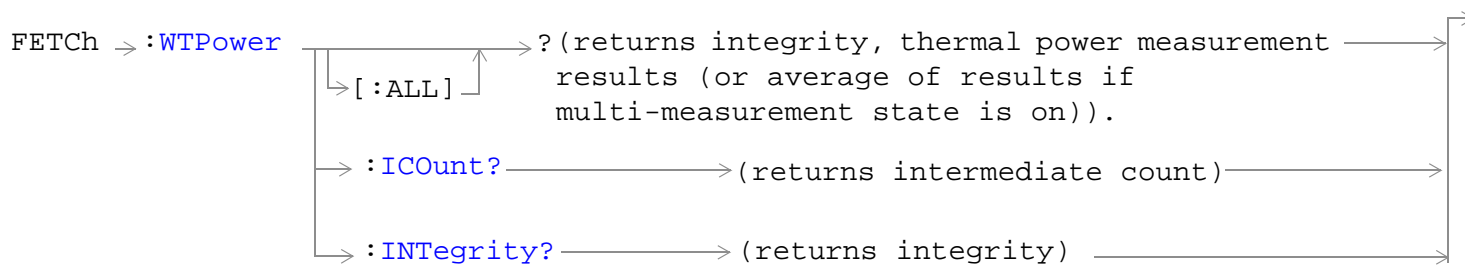 FETCh :WTPower ?(returns integrity, thermal power measurement
[:ALL] results (or average of results if
multi-measurement state is on)).
:ICOunt? (returns intermediate count)
:INTegrity? (returns integrity)